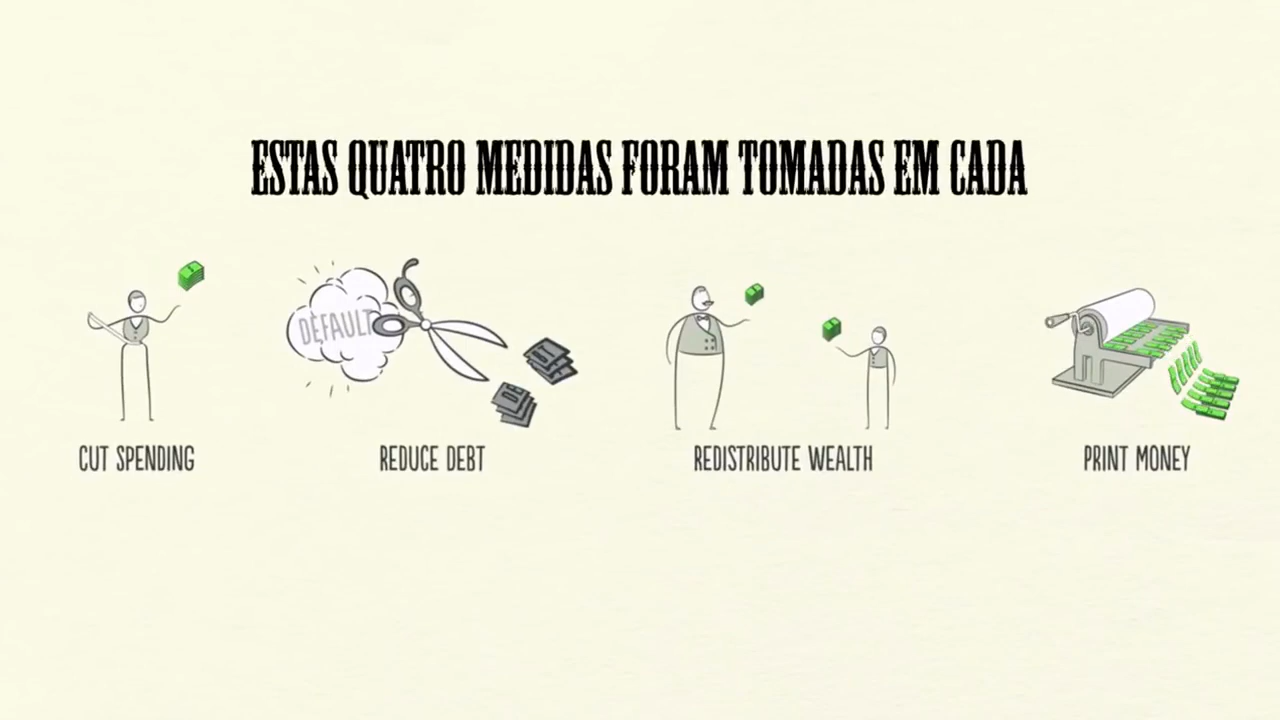 ESTAS QUATRO MEDIDAS FORAM TOMADAS EM CADA
DEFAULT
CUT SPENDING
REDUCE DEBT
REDISTRIBUTE WEALTH
PRINT MONEY